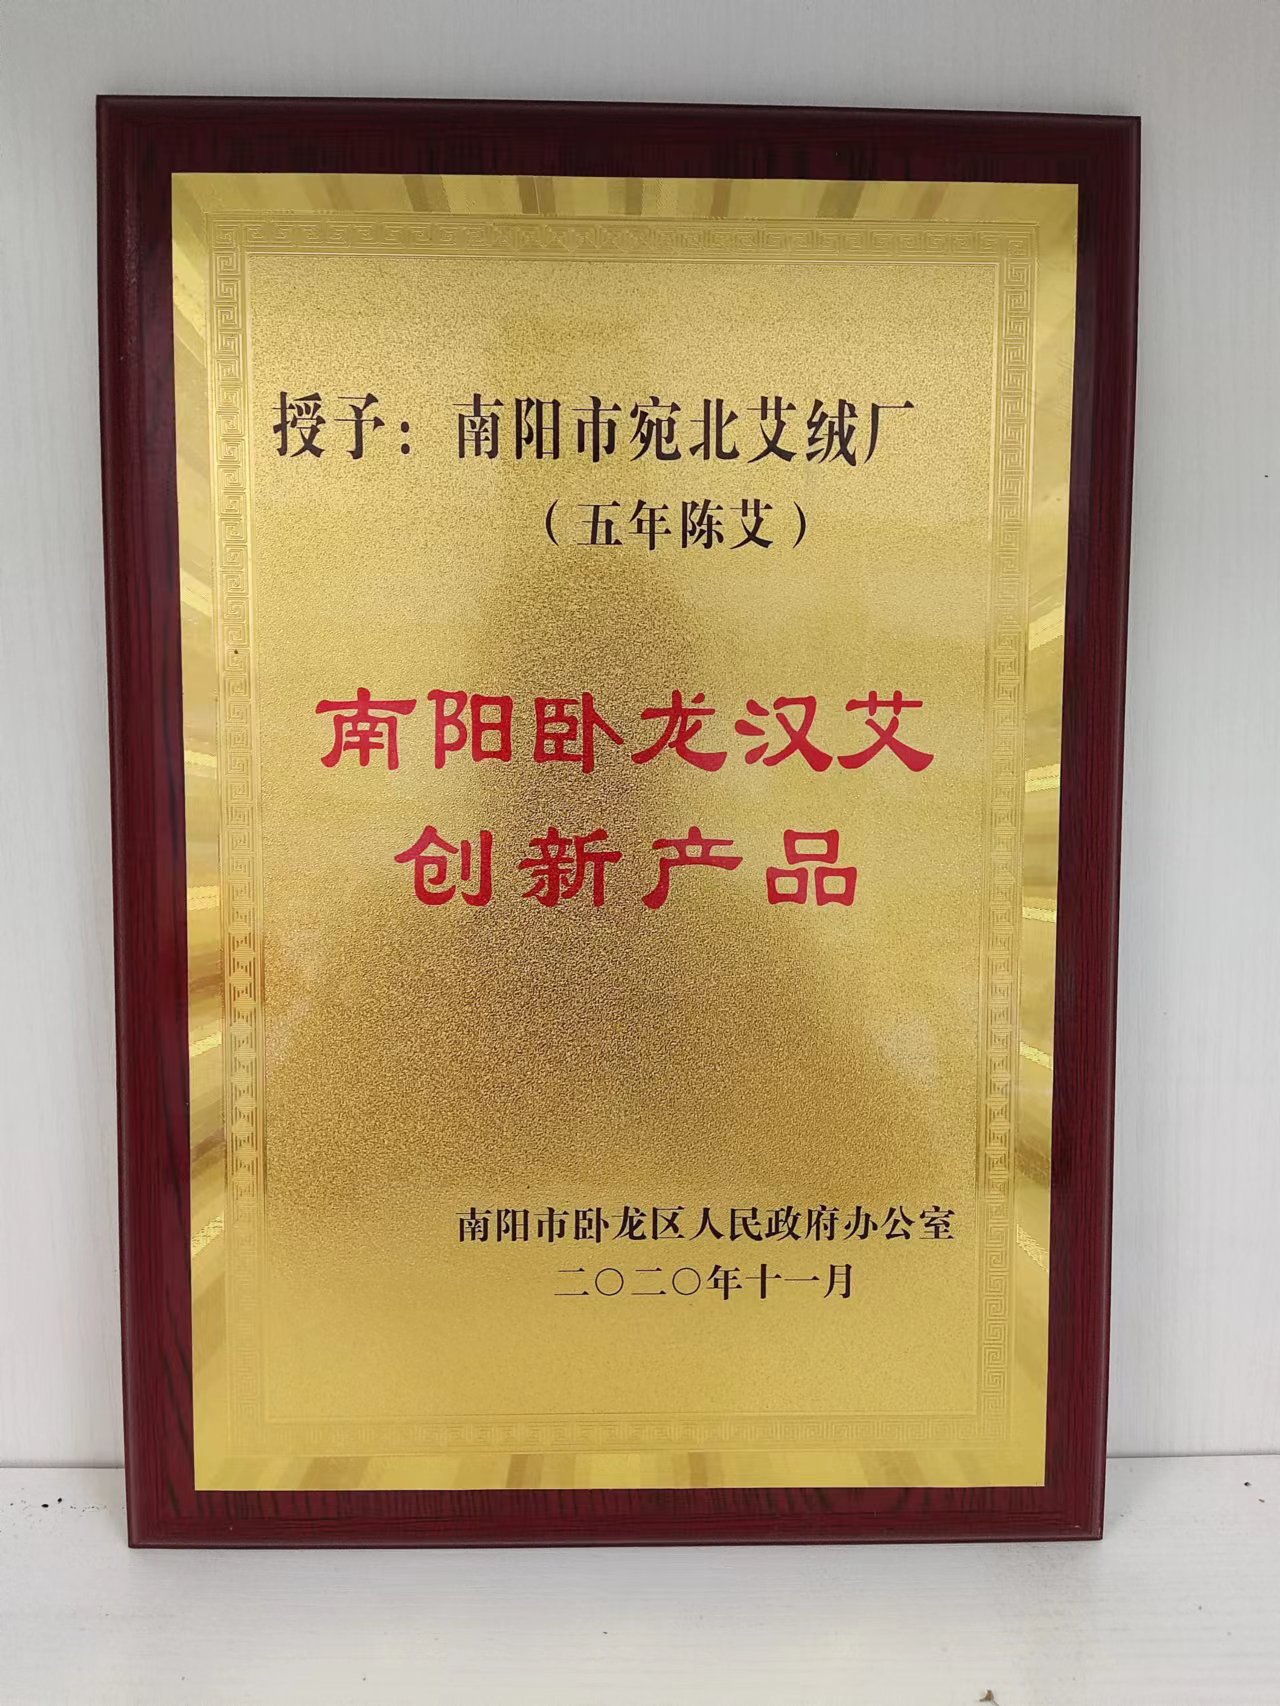 授予：南阳市宛北艾绒厂
（五年陈艾）
南阳卧龙汉艾
创新产品
南阳市卧龙区人民政府办公室
二〇二〇年十一月